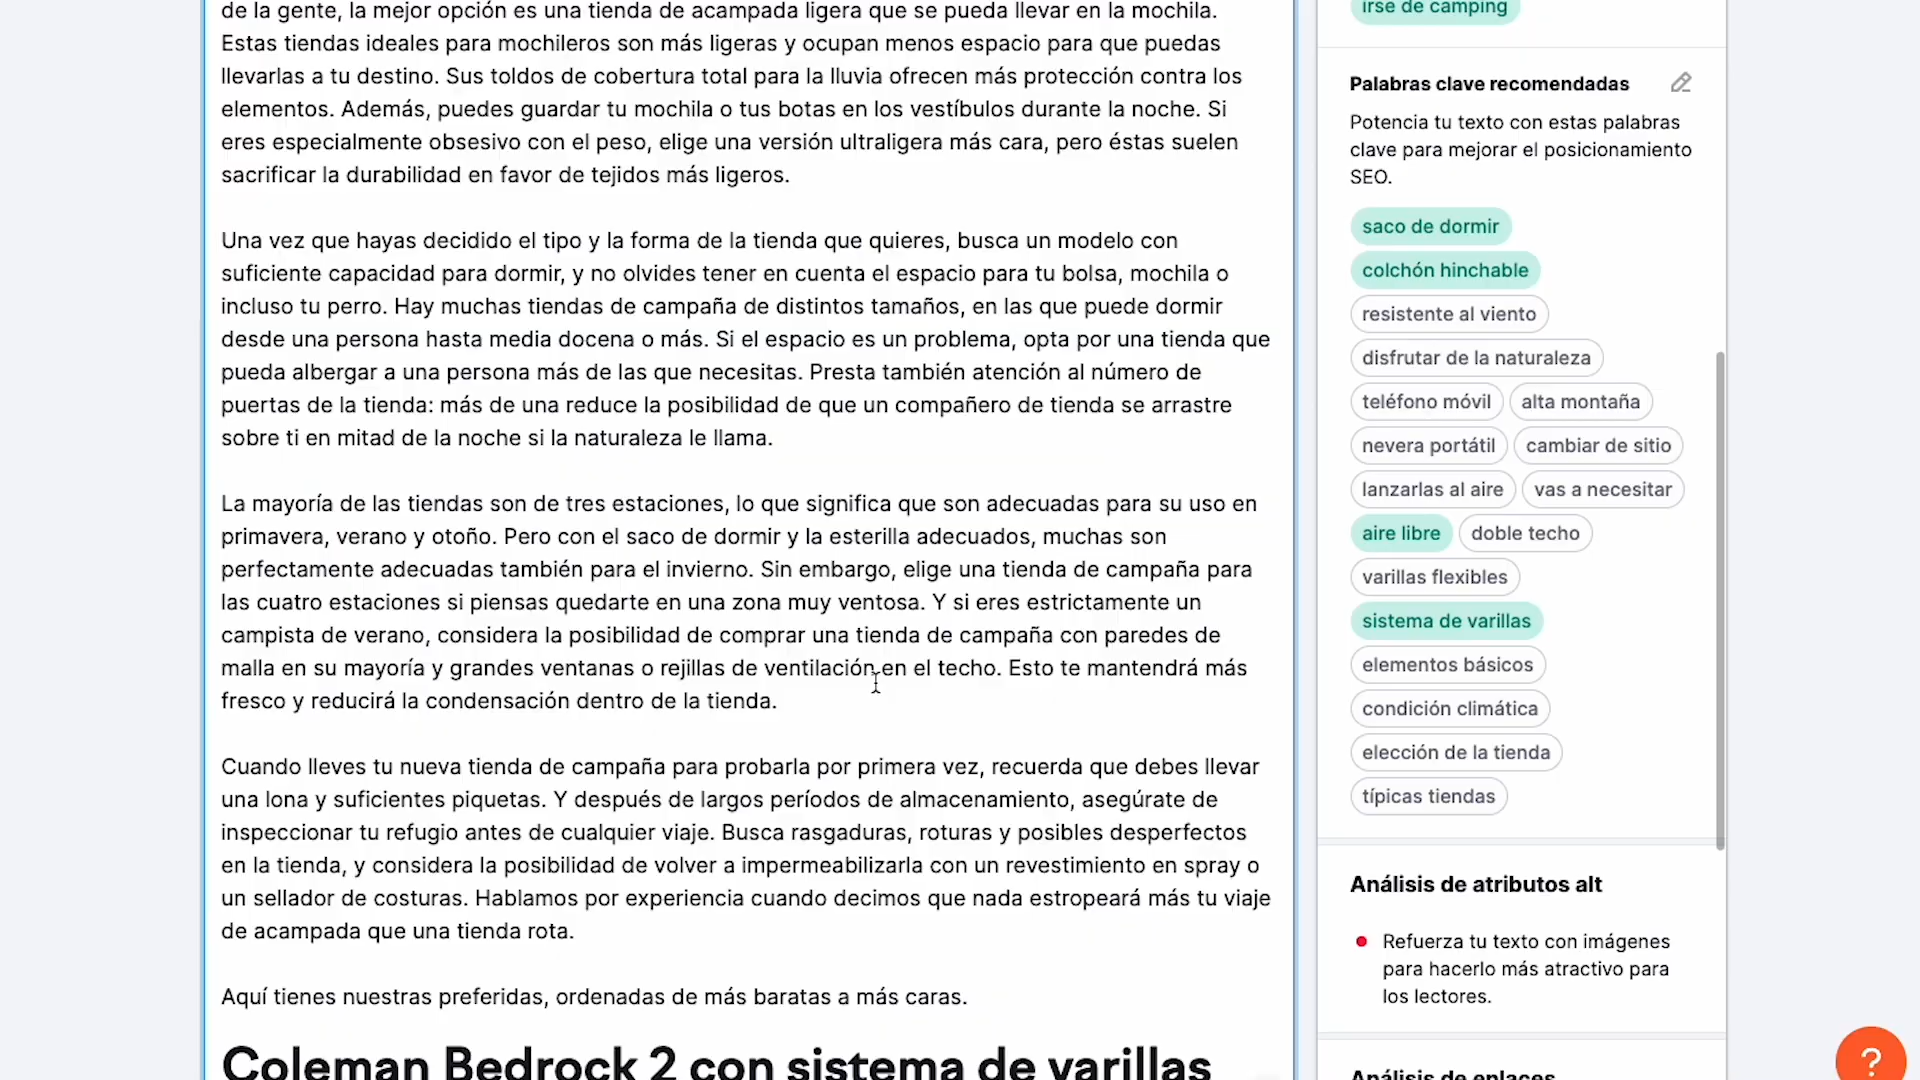 de la gente, la mejor opción es una tienda de acampada ligera que se pueda llevar en la mochila.
Estas tiendas ideales para mochileros son más ligeras y ocupan menos espacio para que puedas
llevarlas a tu destino. Sus toldos de cobertura total para la lluvia ofrecen más protección contra los
elementos. Además, puedes guardar tu mochila o tus botas en los vestíbulos durante la noche. Si
eres especialmente obsesivo con el peso, elige una versión ultraligera más cara, pero éstas suelen
sacrificar la durabilidad en favor de tejidos más ligeros.
Una vez que hayas decidido el tipo y la forma de la tienda que quieres, busca un modelo con
suficiente capacidad para dormir, y no olvides tener en cuenta el espacio para tu bolsa, mochila o
incluso tu perro. Hay muchas tiendas de campaña de distintos tamaños, en las que puede dormir
desde una persona hasta media docena o más. Si el espacio es un problema, opta por una tienda que
pueda albergar a una persona más de las que necesitas. Presta también atención al número de
puertas de la tienda: más de una reduce la posibilidad de que un compañero de tienda se arrastre
sobre ti en mitad de la noche si la naturaleza le llama.
La mayoría de las tiendas son de tres estaciones, lo que significa que son adecuadas para su uso en
primavera, verano y otoño. Pero con el saco de dormir y la esterilla adecuados, muchas son
perfectamente adecuadas también para el invierno. Sin embargo, elige una tienda de campaña para
las cuatro estaciones si piensas quedarte en una zona muy ventosa. Y si eres estrictamente un
campista de verano, considera la posibilidad de comprar una tienda de campaña con paredes de
malla en su mayoría y grandes ventanas o rejillas de ventilación en el techo. Esto te mantendrá más
fresco y reducirá la condensación dentro de la tienda.
Cuando lleves tu nueva tienda de campaña para probarla por primera vez, recuerda que debes llevar
una lona y suficientes piquetas. Y después de largos períodos de almacenamiento, asegúrate de
inspeccionar tu refugio antes de cualquier viaje. Busca rasgaduras, roturas y posibles desperfectos
en la tienda, y considera la posibilidad de volver a impermeabilizarla con un revestimiento en spray o
un sellador de costuras. Hablamos por experiencia cuando decimos que nada estropeará más tu viaje
de acampada que una tienda rota.
Aquí tienes nuestras preferidas, ordenadas de más baratas a más caras.
Coleman Bedrock 2 con sistema de varillas
irse de camping
Palabras clave recomendadas
Potencia tu texto con estas palabras
clave para mejorar el posicionamiento
SEO.
saco de dormir
colchón hinchable
resistente al viento
disfrutar de la naturaleza
teléfono móvil alta montaña
nevera portátil cambiar de sitio
lanzarlas al aire vas a necesitar
aire libre doble techo
varillas flexibles
sistema de varillas
elementos básicos
condición climática
elección de la tienda
típicas tiendas
Análisis de atributos alt
Refuerza tu texto con imágenes
para hacerlo más atractivo para
los lectores.
Análisis de enlaces
?